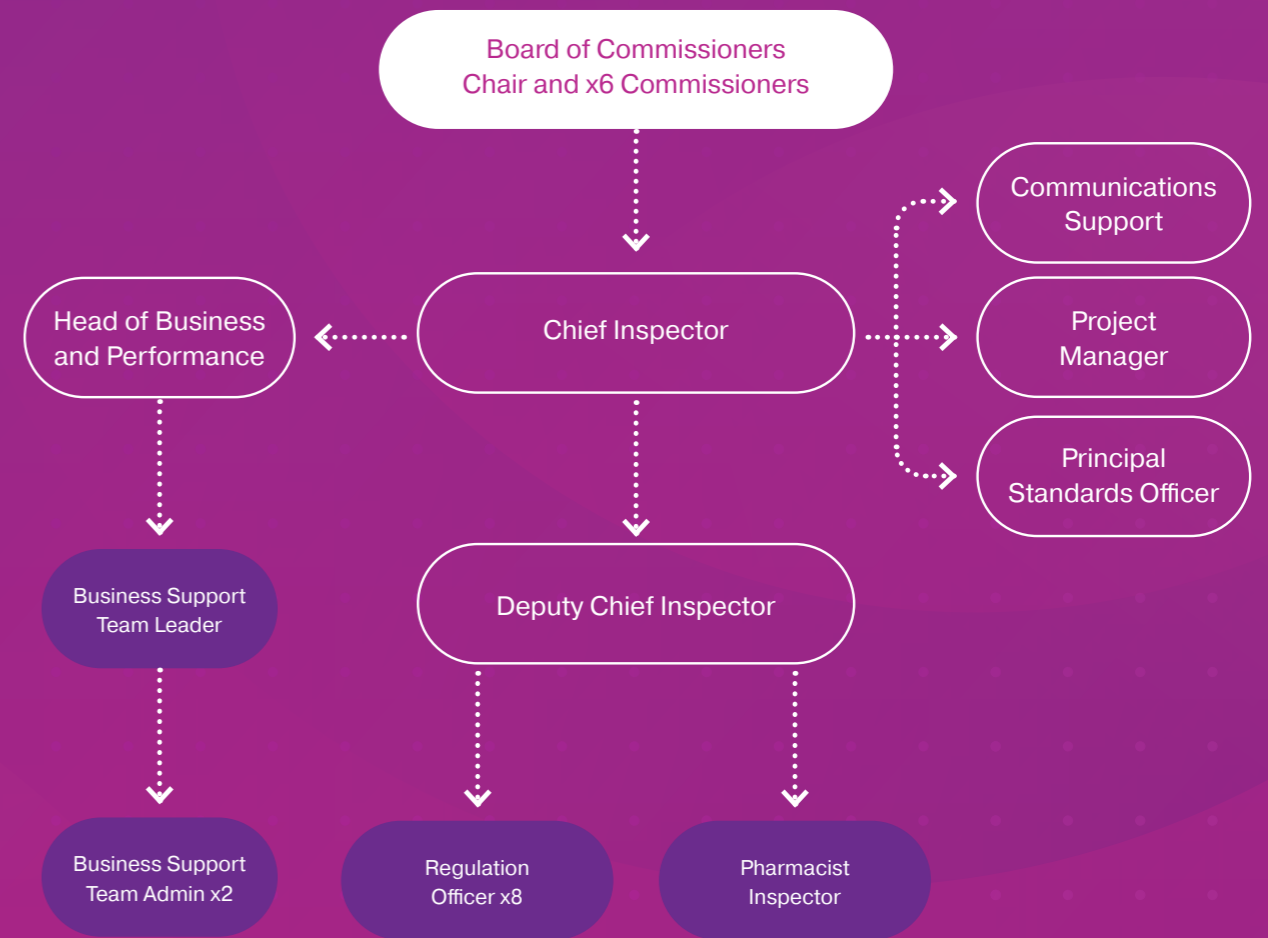 Board of Commissioners
Chair and x6 Commissioners
Communications
Support
Head of Business
and Performance
Chief Inspector
Project
Manager
Principal
Standards Officer
Business Support
Team Leader
Deputy Chief Inspector
Business Support
Team Admin x2
Regulation
Officer x8
Pharmacist
Inspector